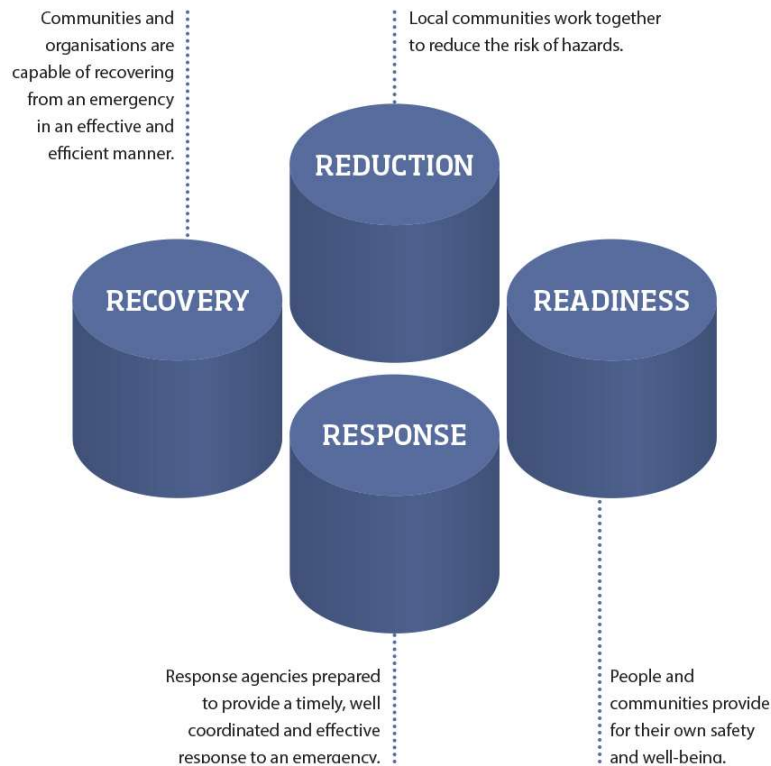 Communities and
organisations are
capable of recovering
from an emergency
in an effective and
efficient manner.
Local communities work together
to reduce the risk of hazards.
REDUCTION
RECOVERY
READINESS
RESPONSE
Response agencies prepared
to provide a timely, well
coordinated and effective
response to an emergency.
People and
communities provide
for their own safety
and well-being.